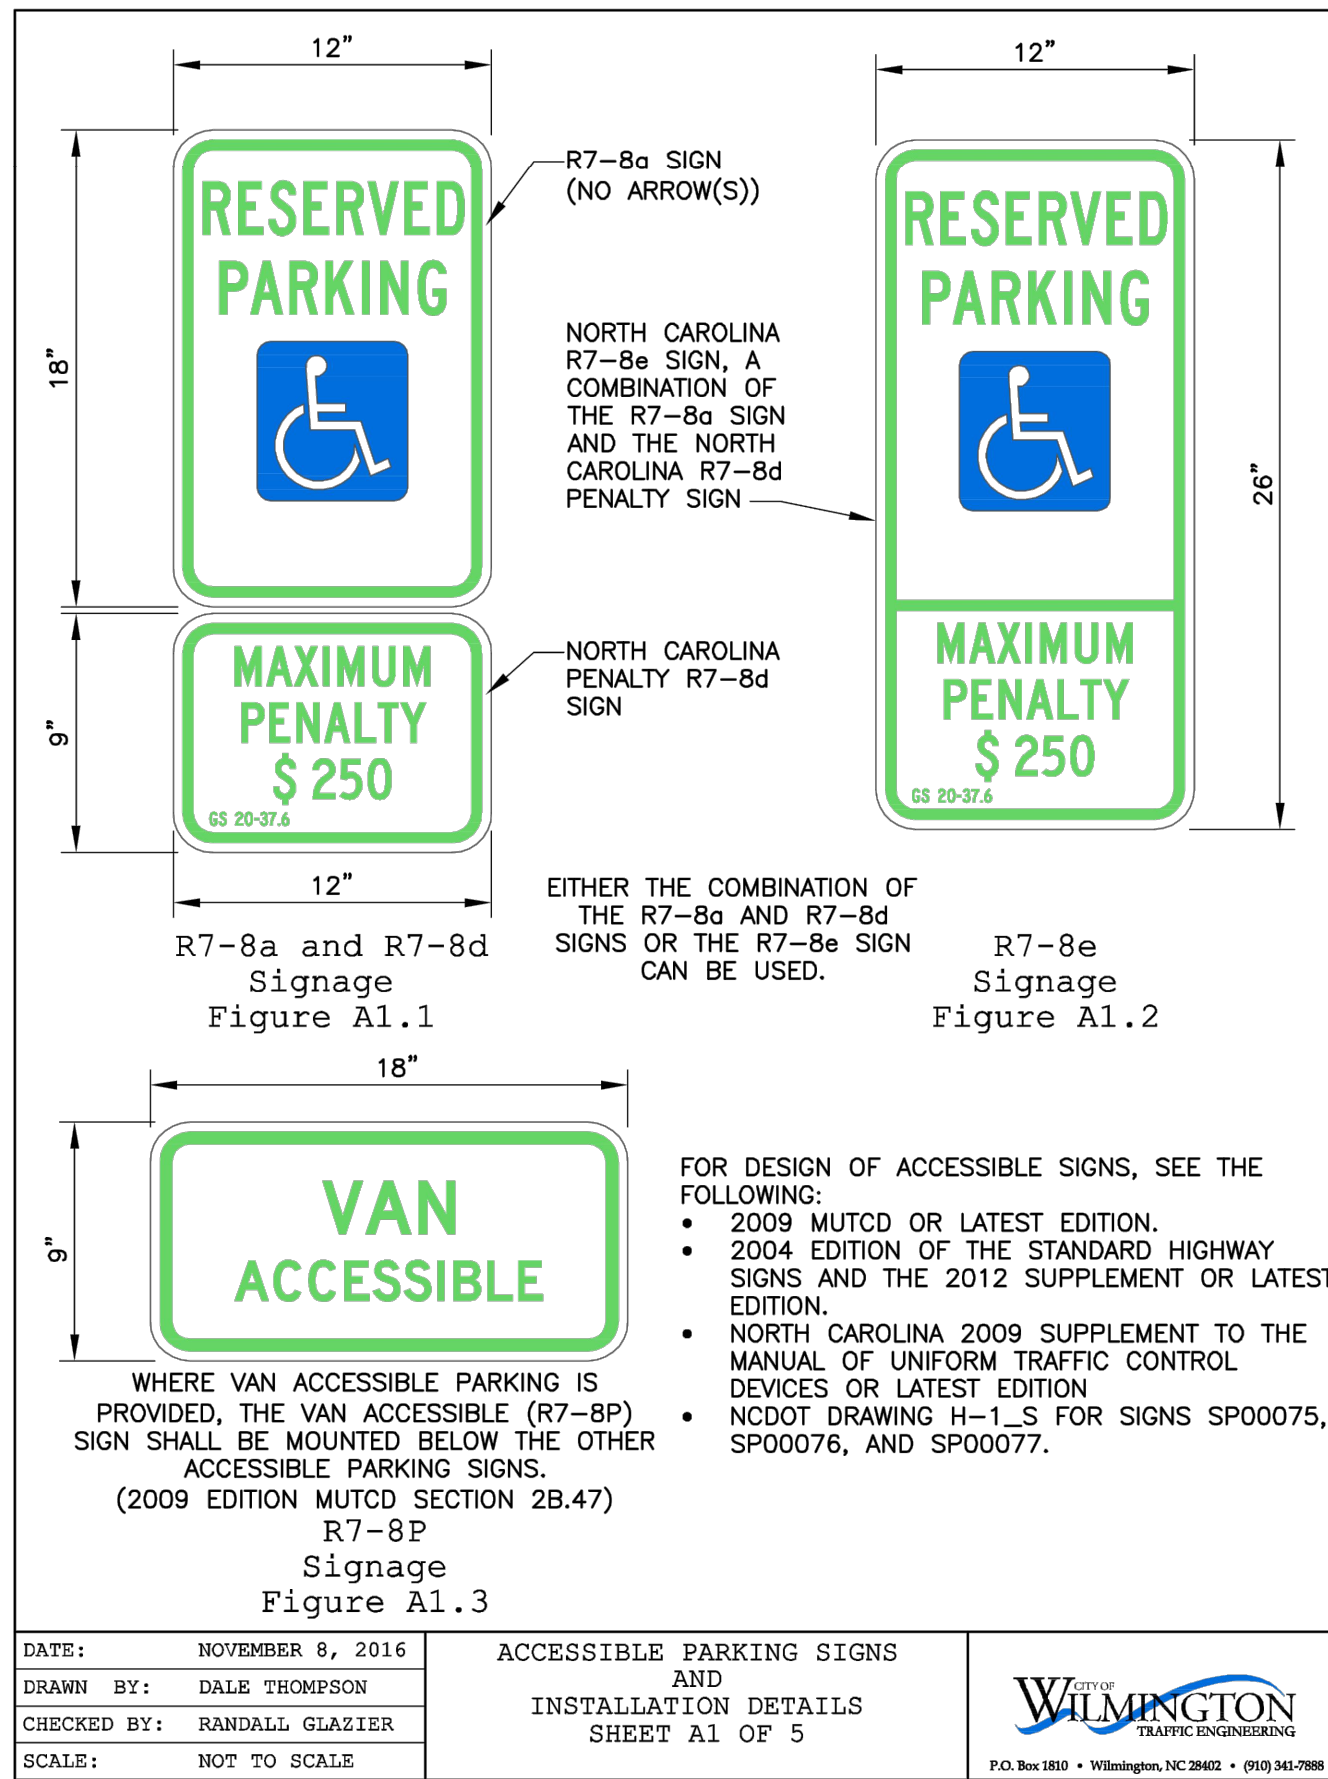 12”
18”
RESERVED
PARKING
R7-8a SIGN
(NO ARROW(S))
9”
MAXIMUM
PENALTY
$ 250
GS 20-37.6
NORTH CAROLINA
PENALTY R7-8d
SIGN
12”
R7-8a and R7-8d
Signage
Figure A1.1
NORTH CAROLINA
R7-8e SIGN, A
COMBINATION OF
THE R7-8a SIGN
AND THE NORTH
CAROLINA R7-8d
PENALTY SIGN
12”
26”
RESERVED
PARKING
MAXIMUM
PENALTY
$ 250
GS 20-37.6
EITHER THE COMBINATION OF
THE R7-8a AND R7-8d
SIGNS OR THE R7-8e SIGN
CAN BE USED.
R7-8e
Signage
Figure A1.2
18”
9”
VAN
ACCESSIBLE
WHERE VAN ACCESSIBLE PARKING IS
PROVIDED, THE VAN ACCESSIBLE (R7-8P)
SIGN SHALL BE MOUNTED BELOW THE OTHER
ACCESSIBLE PARKING SIGNS.
(2009 EDITION MUTCD SECTION 2B.47)
R7-8P
Signage
Figure A1.3
FOR DESIGN OF ACCESSIBLE SIGNS, SEE THE
FOLLOWING:
• 2009 MUTCD OR LATEST EDITION.
• 2004 EDITION OF THE STANDARD HIGHWAY
SIGNS AND THE 2012 SUPPLEMENT OR LATEST
EDITION.
• NORTH CAROLINA 2009 SUPPLEMENT TO THE
MANUAL OF UNIFORM TRAFFIC CONTROL
DEVICES OR LATEST EDITION
• NCDOT DRAWING H-1_S FOR SIGNS SP00075,
SP00076, AND SP00077.
DATE: NOVEMBER 8, 2016
DRAWN BY: DALE THOMPSON
CHECKED BY: RANDALL GLAZIER
SCALE: NOT TO SCALE
ACCESSIBLE PARKING SIGNS
AND
INSTALLATION DETAILS
SHEET A1 OF 5
CITY OF
WILMINGTON
TRAFFIC ENGINEERING
P.O. Box 1810 • Wilmington, NC 28402 • (910) 341-7888